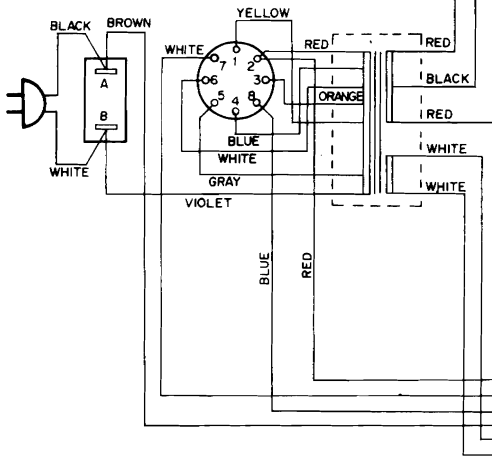 YELLOW
BLACK
BROWN
WHITE
RED
RED
7
1
2
A
6
3
BLACK
ORANGE
5
4
8
B
RED
BLUE
WHITE
WHITE
WHITE
GRAY
WHITE
VIOLET
BLUE
RED